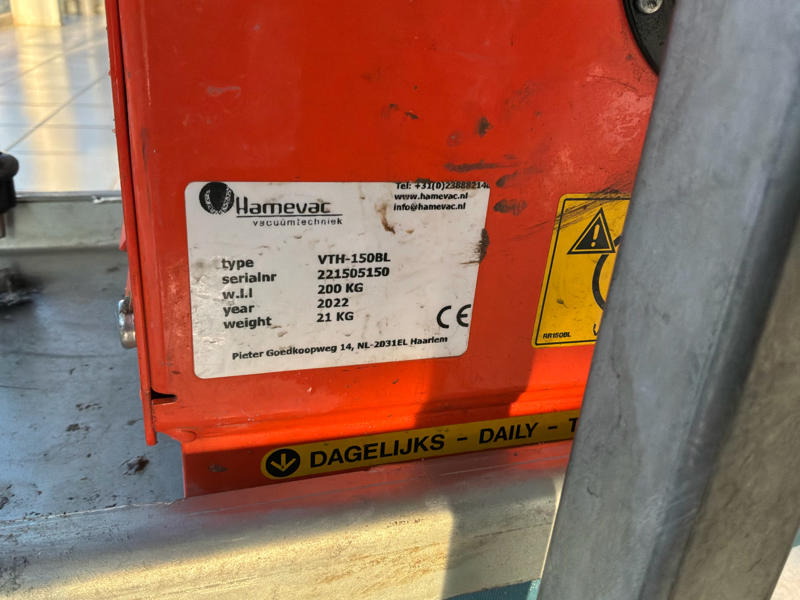 Hamevac
vacuümtechniek
Tel: +31(0)2388821
www.hamevac.nl
info@hamevac.nl
type VTH-150BL
serialnr 221505150
w.l.l 200 KG
year 2022
weight 21 KG
CE
Pieter Goedkoopweg 14, NL-2031EL Haarlem
RR150BL
DAGELIJKS - DAILY - T